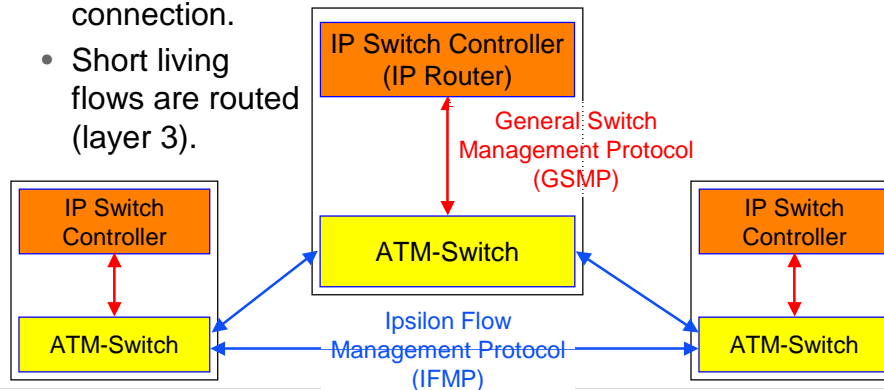 connection.
• Short living
flows are routed
(layer 3).
IP Switch Controller
(IP Router)
General Switch
Management Protocol
(GSMP)
IP Switch
Controller
ATM-Switch
IP Switch
Controller
ATM-Switch
Ipsilon Flow
Management Protocol
(IFMP)
ATM-Switch